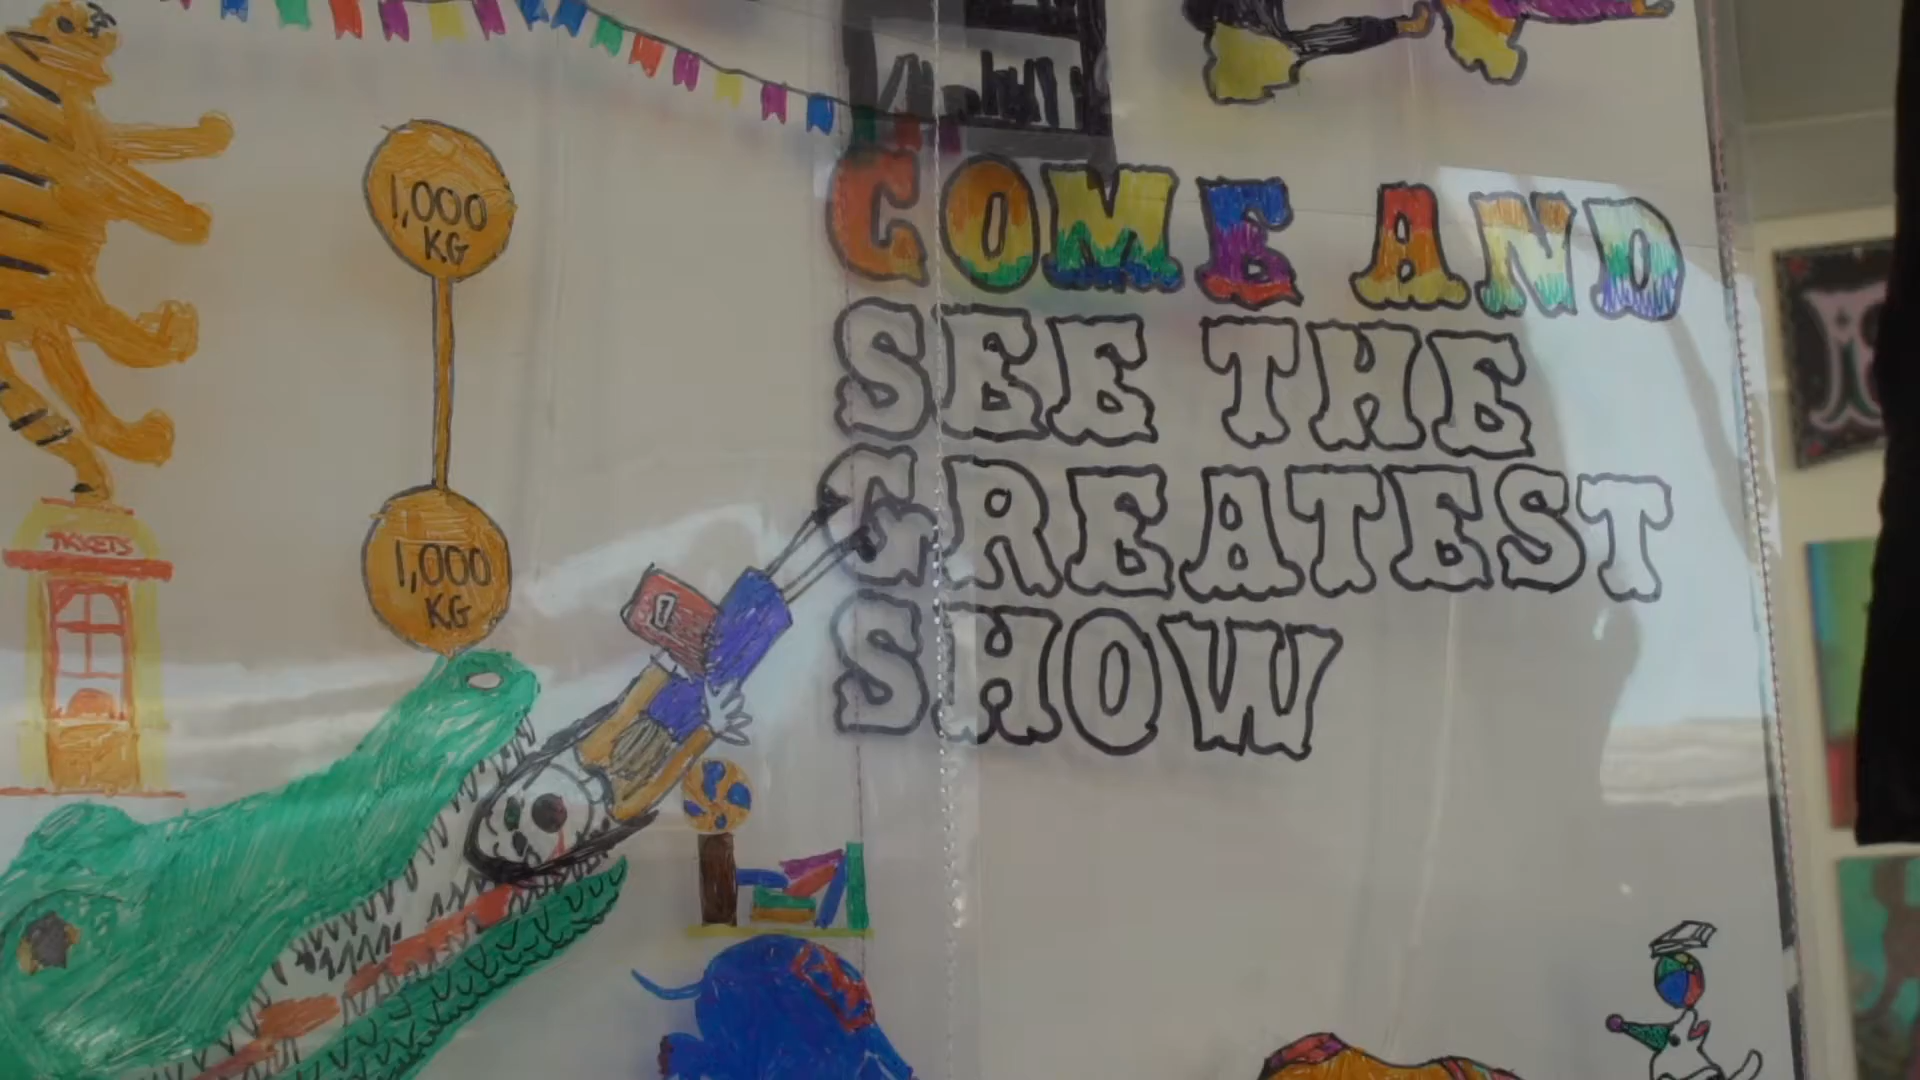 1,000
KG
COME AND
SEE THE
GREATEST
SHOW
TICKETS
1,000
KG